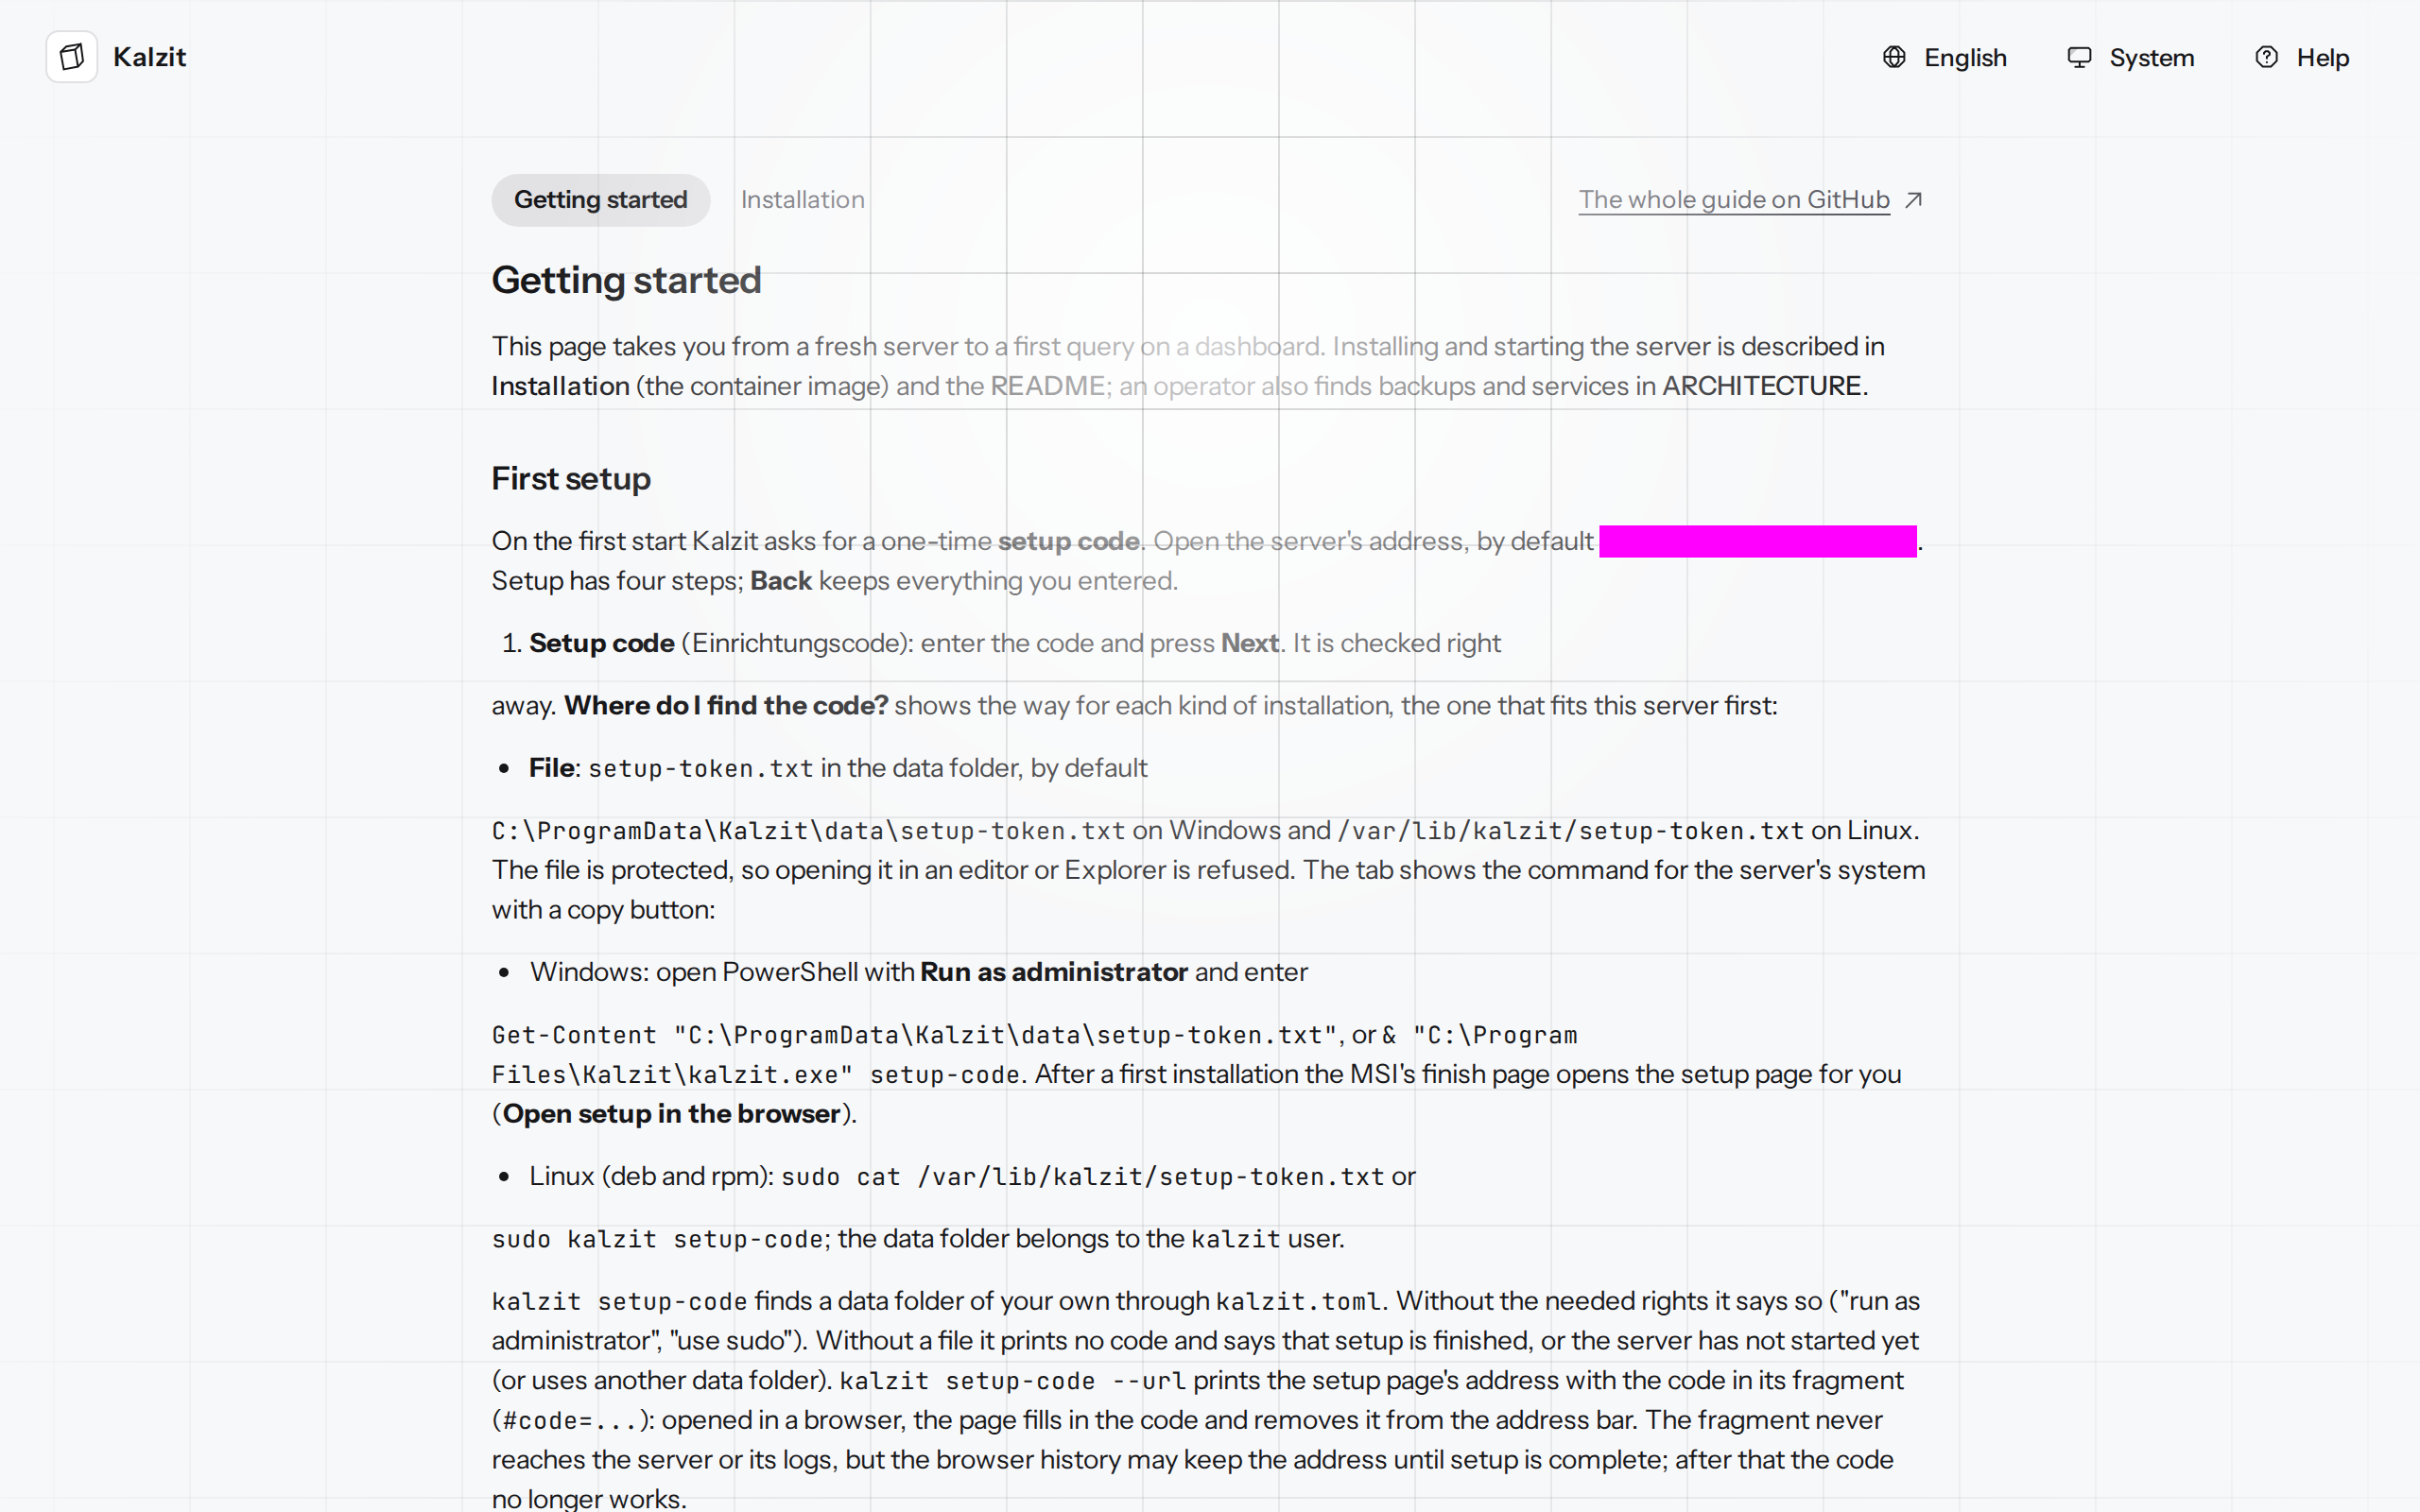 Kalzit
English
System
Help
Getting started
Installation
The whole guide on GitHub
Getting started
This page takes you from a fresh server to a first query on a dashboard. Installing and starting the server is described in
Installation (the container image) and the README; an operator also finds backups and services in ARCHITECTURE.
First setup
On the first start Kalzit asks for a one-time setup code. Open the server's address, by default .
Setup has four steps; Back keeps everything you entered.
1. Setup code (Einrichtungscode): enter the code and press Next. It is checked right
away. Where do I find the code? shows the way for each kind of installation, the one that fits this server first:
• File: setup-token.txt in the data folder, by default
C:\ProgramData\Kalzit\data\setup-token.txt on Windows and /var/lib/kalzit/setup-token.txt on Linux.
The file is protected, so opening it in an editor or Explorer is refused. The tab shows the command for the server's system
with a copy button:
• Windows: open PowerShell with Run as administrator and enter
Get-Content "C:\ProgramData\Kalzit\data\setup-token.txt", or & "C:\Program
Files\Kalzit\kalzit.exe" setup-code. After a first installation the MSI's finish page opens the setup page for you
(Open setup in the browser).
• Linux (deb and rpm): sudo cat /var/lib/kalzit/setup-token.txt or
sudo kalzit setup-code; the data folder belongs to the kalzit user.
kalzit setup-code finds a data folder of your own through kalzit.toml. Without the needed rights it says so ("run as
administrator", "use sudo"). Without a file it prints no code and says that setup is finished, or the server has not started yet
(or uses another data folder). kalzit setup-code --url prints the setup page's address with the code in its fragment
(#code=...): opened in a browser, the page fills in the code and removes it from the address bar. The fragment never
reaches the server or its logs, but the browser history may keep the address until setup is complete; after that the code
no longer works.